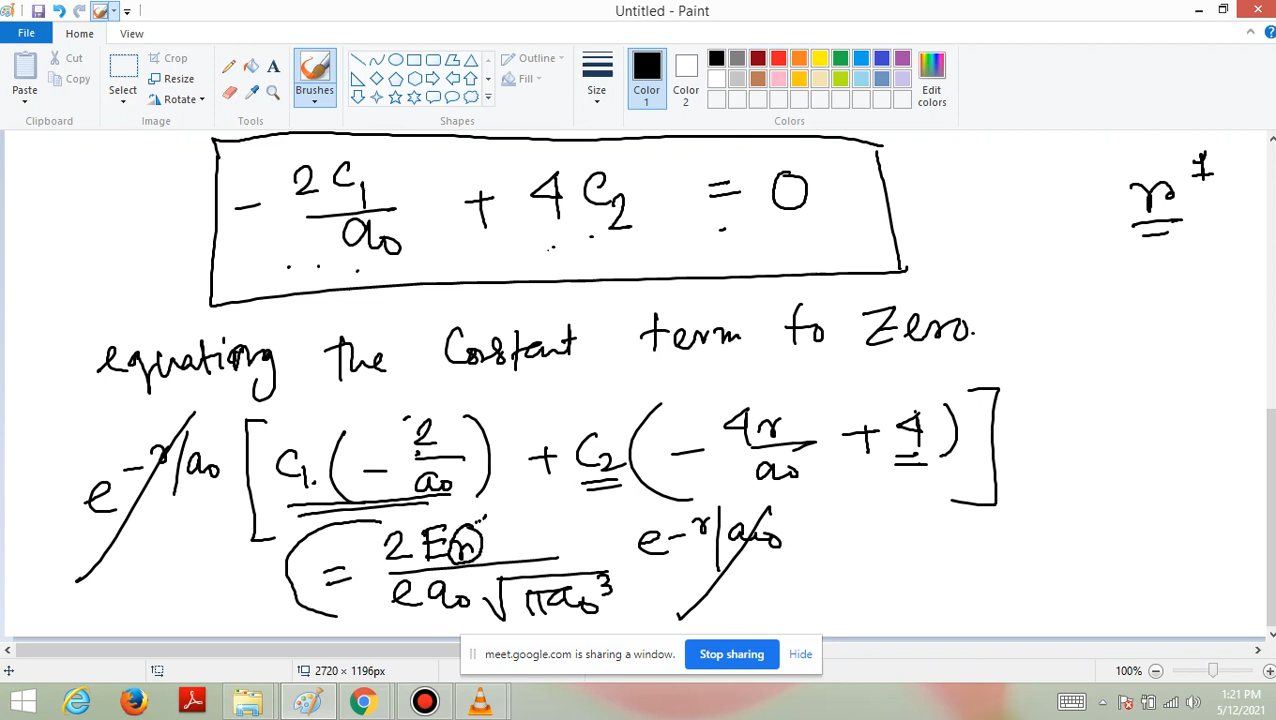 Untitled - Paint
File Home View
Paste Cut Copy Select Crop Resize Rotate Brushes Outline Fill Size Color 1 Color 2 Edit colors
Clipboard Image Tools Shapes Colors
- 2C₁/a₀ + 4C₂ = 0
r¹
equating the Constant term to Zero.
e^(-r/a₀) [ C₁.(- 2/a₀) + C₂ (- 4r/a₀ + 4) ]
= 2Er/(ea₀√(πa₀³)) e^(-r/a₀)
meet.google.com is sharing a window. Stop sharing Hide
2720 × 1196px 100%
1:21 PM
5/12/2021